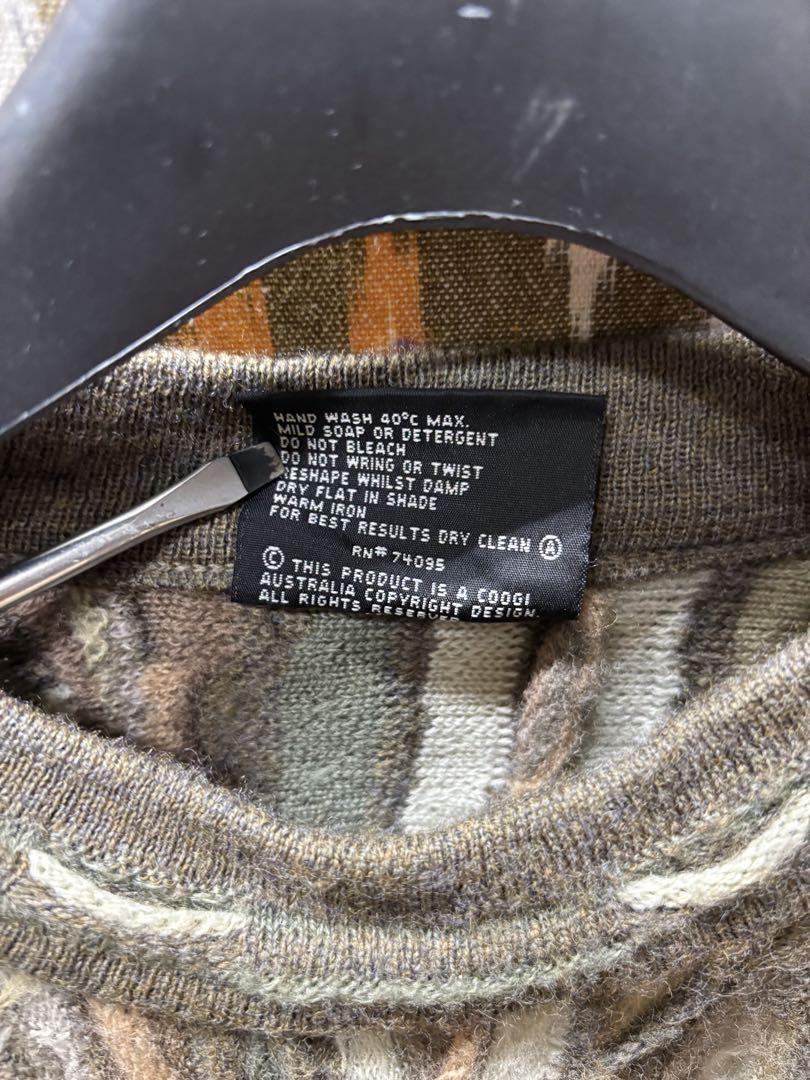 HAND WASH 40°C MAX.
MILD SOAP OR DETERGENT
DO NOT BLEACH
DO NOT WRING OR TWIST
RESHAPE WHILST DAMP
DRY FLAT IN SHADE
WARM IRON
FOR BEST RESULTS DRY CLEAN Ⓐ
RN# 74095
© THIS PRODUCT IS A COOGI
AUSTRALIA COPYRIGHT DESIGN.
ALL RIGHTS RESERVED